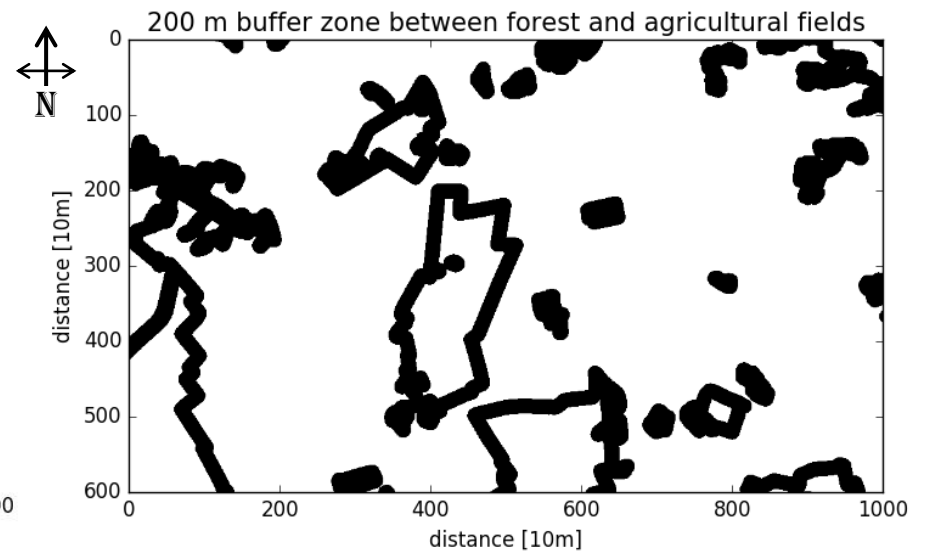 200 m buffer zone between forest and agricultural fields
N
0
100
200
300
400
500
600
distance [10m]
0 200 400 600 800 1000
distance [10m]
00